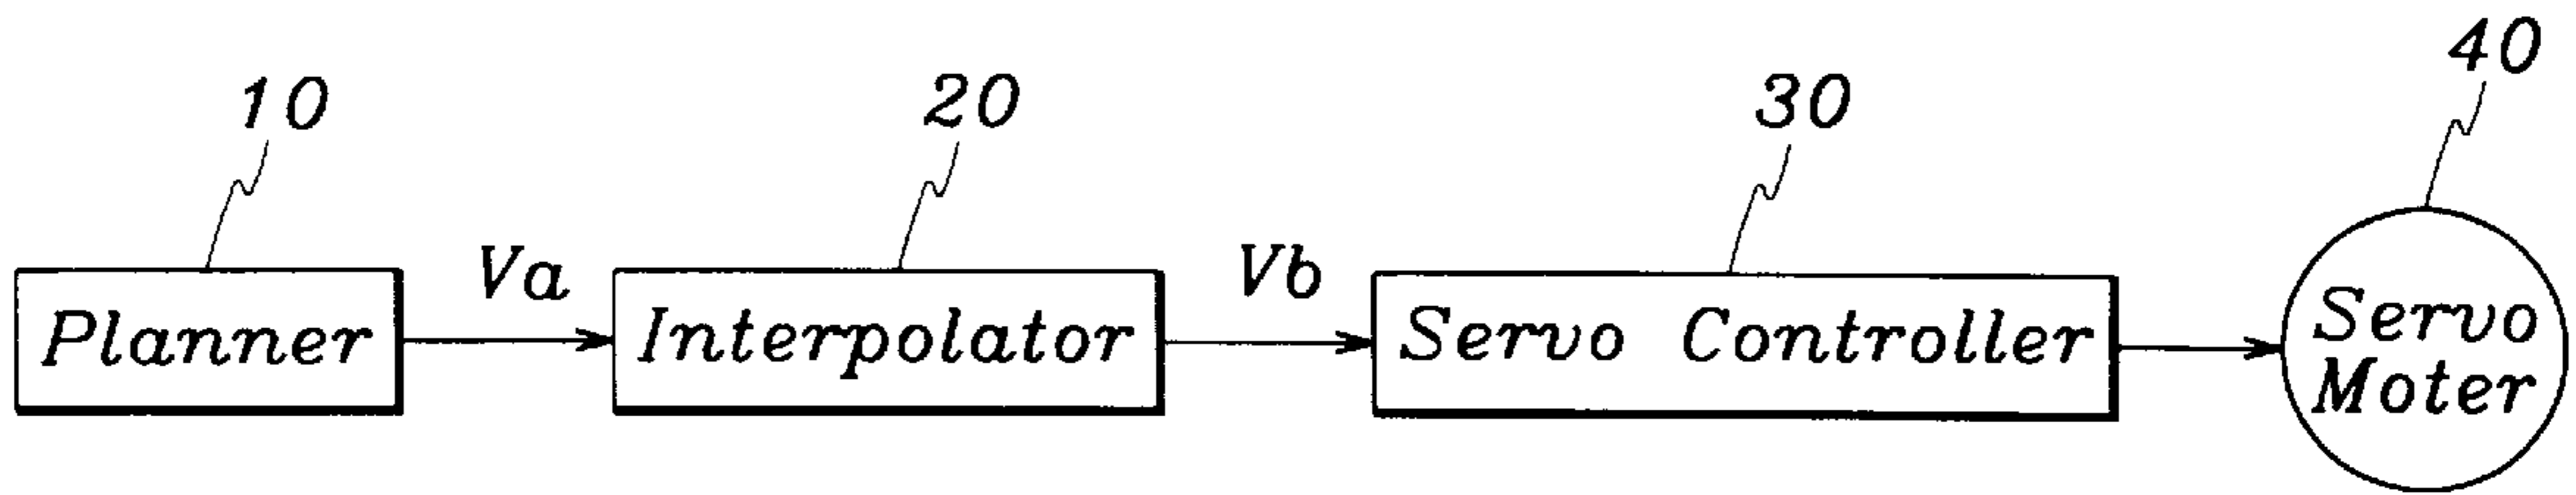 10
20
30
40
Va
Vb
Planner
Interpolator
Servo Controller
Servo
Moter